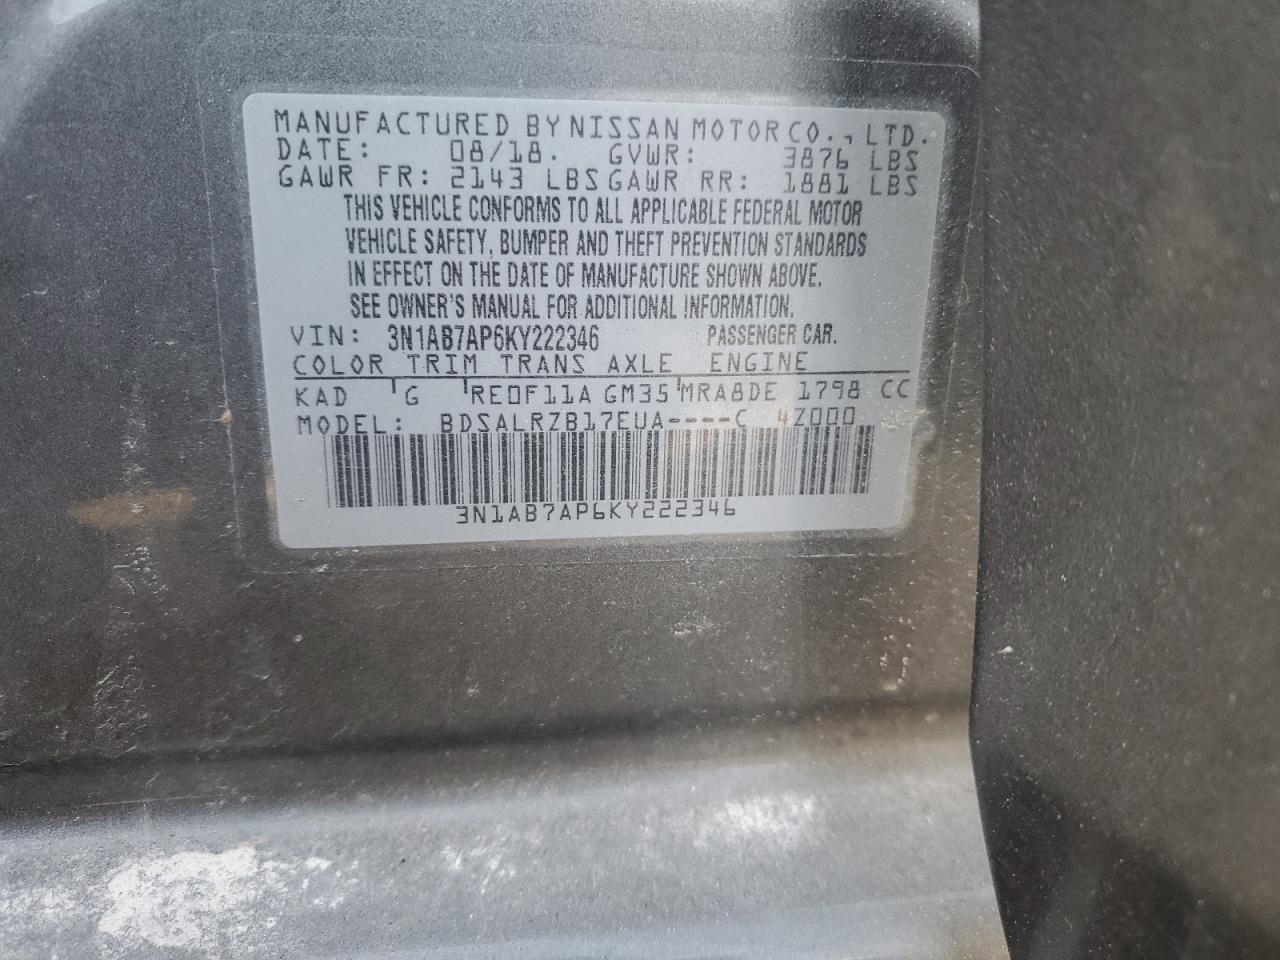 MANUFACTURED BY NISSAN MOTOR CO., LTD.
DATE: 08/18. GVWR: 3876 LBS
GAWR FR: 2143 LBS GAWR RR: 1881 LBS
THIS VEHICLE CONFORMS TO ALL APPLICABLE FEDERAL MOTOR
VEHICLE SAFETY, BUMPER AND THEFT PREVENTION STANDARDS
IN EFFECT ON THE DATE OF MANUFACTURE SHOWN ABOVE.
SEE OWNER'S MANUAL FOR ADDITIONAL INFORMATION.
VIN: 3N1AB7AP6KY222346 PASSENGER CAR.
COLOR TRIM TRANS AXLE ENGINE
KAD G RE0F11A GM35 MRA8DE 1798 CC
MODEL: BDSALRZB17EUA----C 4Z000
3N1AB7AP6KY222346